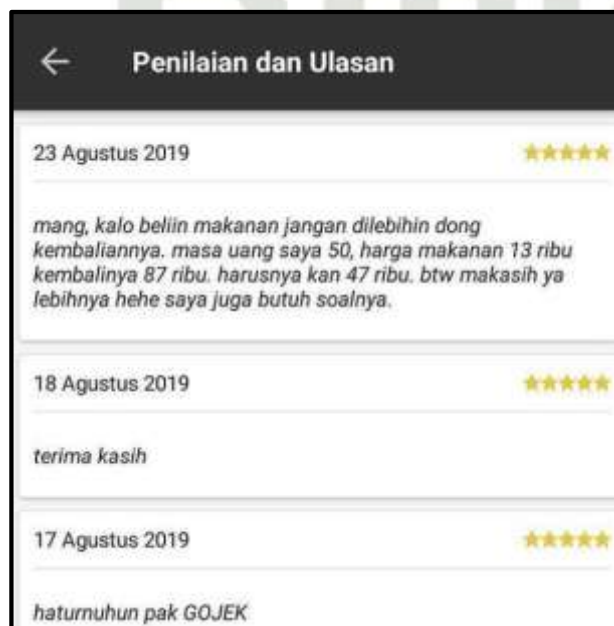 Penilaian dan Ulasan
23 Agustus 2019
mang, kalo beliin makanan jangan dilebihin dong
kembaliannya. masa uang saya 50, harga makanan 13 ribu
kembalinya 87 ribu. harusnya kan 47 ribu. btw makasih ya
lebihnya hehe saya juga butuh soalnya.
18 Agustus 2019
terima kasih
17 Agustus 2019
haturnuhun pak GOJEK